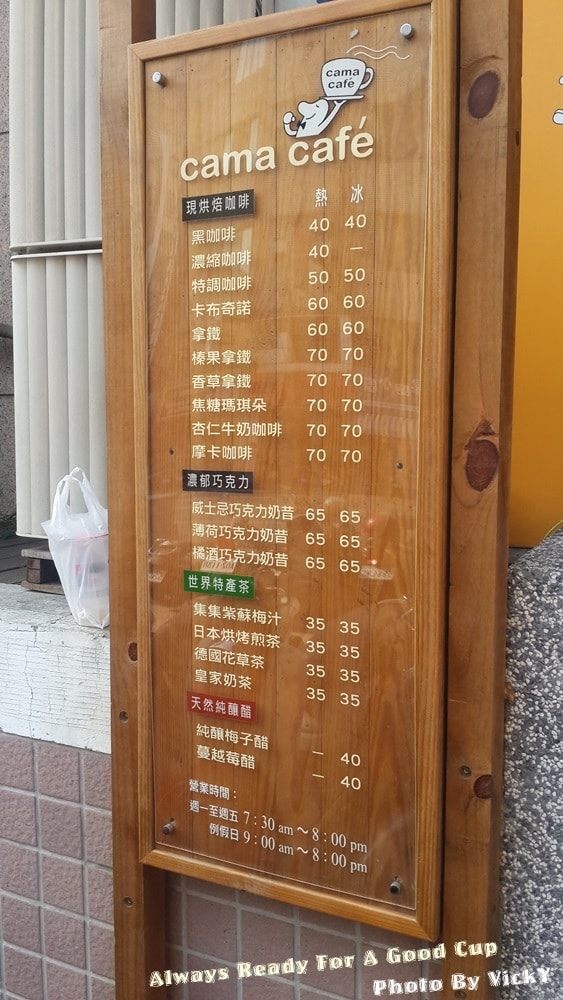 cama
café
cama café
現烘焙咖啡 熱 冰
黑咖啡 40 40
濃縮咖啡 40 —
特調咖啡 50 50
卡布奇諾 60 60
拿鐵 60 60
榛果拿鐵 70 70
香草拿鐵 70 70
焦糖瑪琪朵 70 70
杏仁牛奶咖啡 70 70
摩卡咖啡 70 70
濃郁巧克力
威士忌巧克力奶昔 65 65
薄荷巧克力奶昔 65 65
橘酒巧克力奶昔 65 65
世界特產茶
集集紫蘇梅汁 35 35
日本烘烤煎茶 35 35
德國花草茶 35 35
皇家奶茶 35 35
天然純釀醋
純釀梅子醋 — 40
蔓越莓醋 — 40
營業時間：
週一至週五 7：30 am～8：00 pm
例假日 9：00 am～8：00 pm
Always Ready For A Good Cup
Photo By VickY